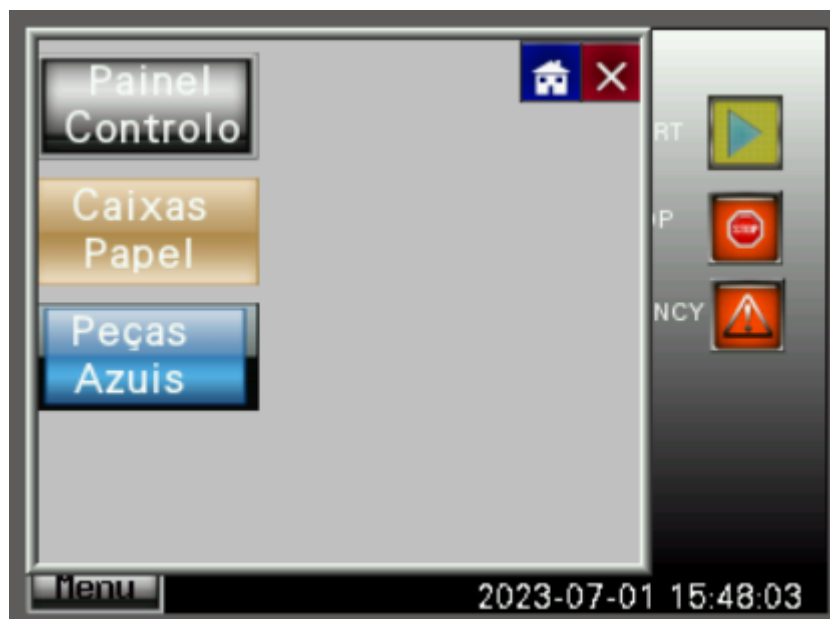 Painel
Controlo
Caixas
Papel
Peças
Azuis
RT
P
STOP
NCY
Menu
2023-07-01 15:48:03